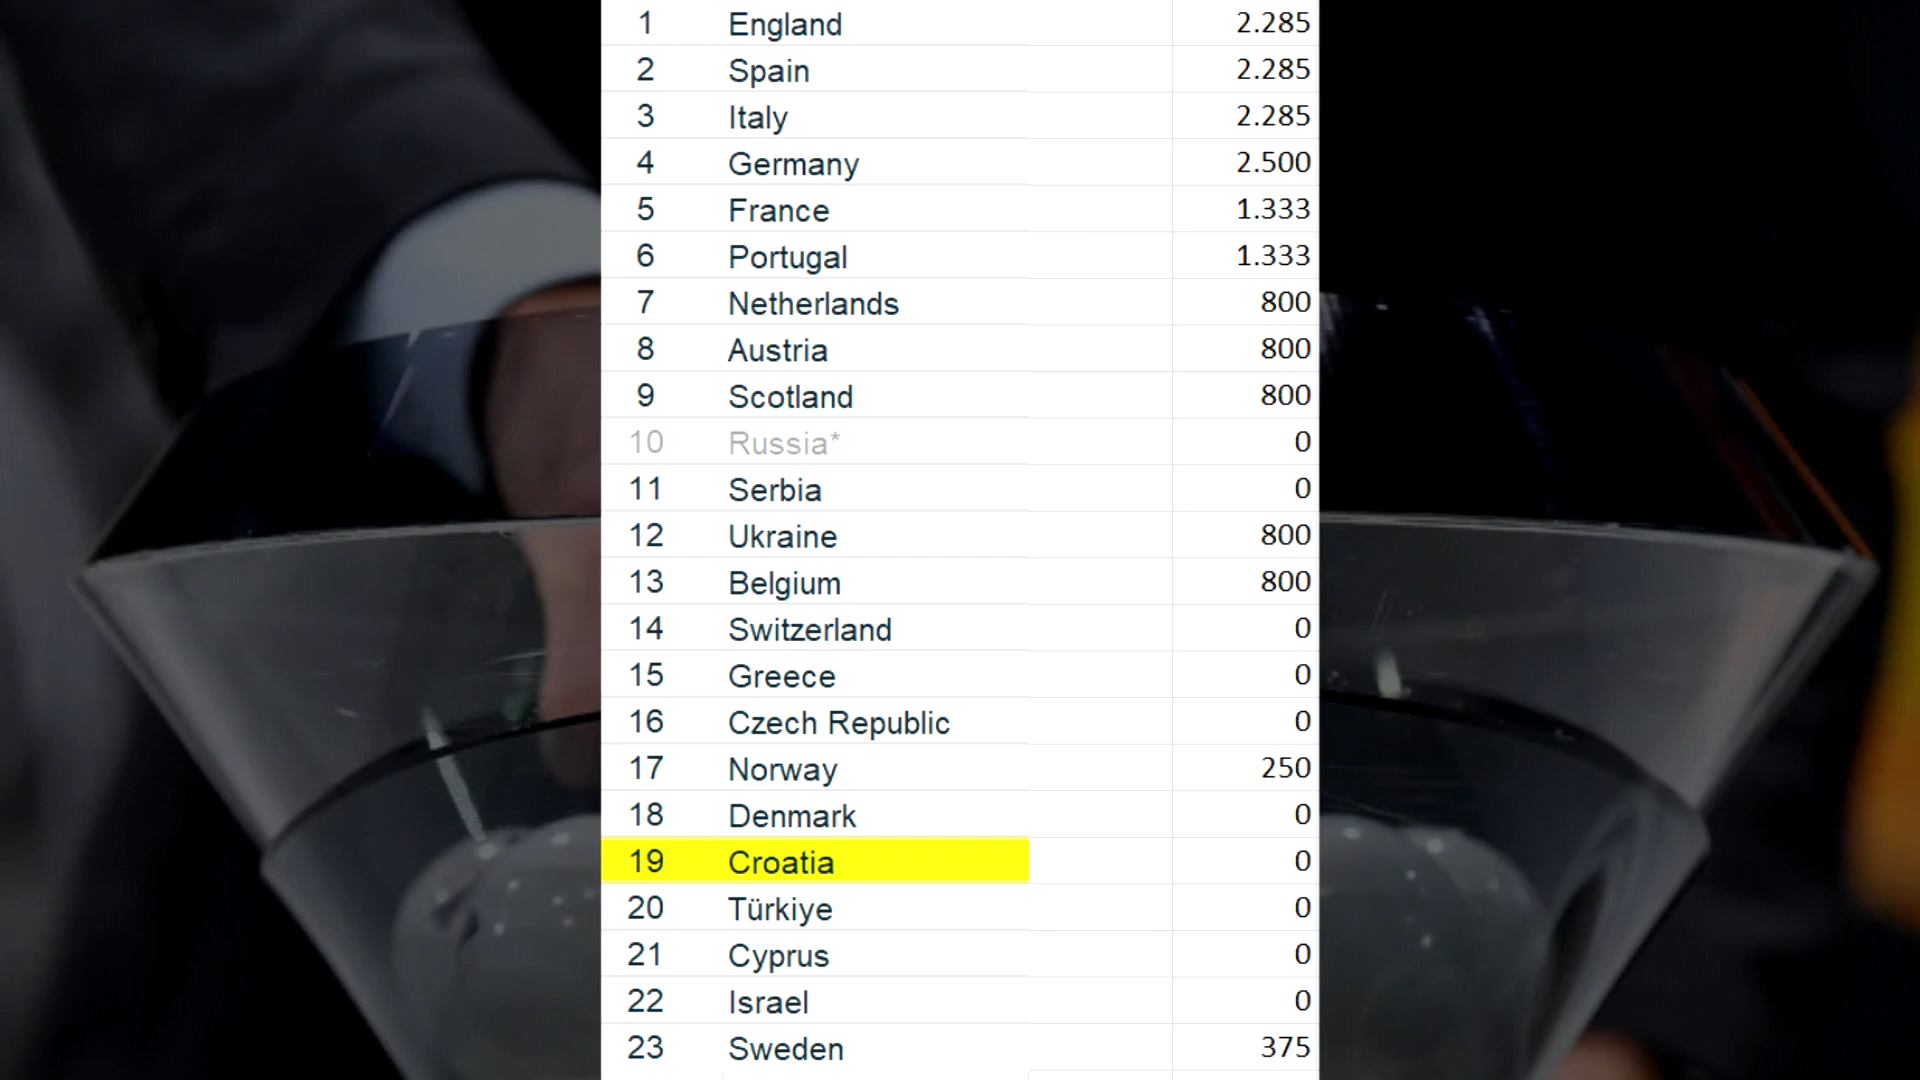 1 England 2.285
2 Spain 2.285
3 Italy 2.285
4 Germany 2.500
5 France 1.333
6 Portugal 1.333
7 Netherlands 800
8 Austria 800
9 Scotland 800
10 Russia* 0
11 Serbia 0
12 Ukraine 800
13 Belgium 800
14 Switzerland 0
15 Greece 0
16 Czech Republic 0
17 Norway 250
18 Denmark 0
19 Croatia 0
20 Türkiye 0
21 Cyprus 0
22 Israel 0
23 Sweden 375